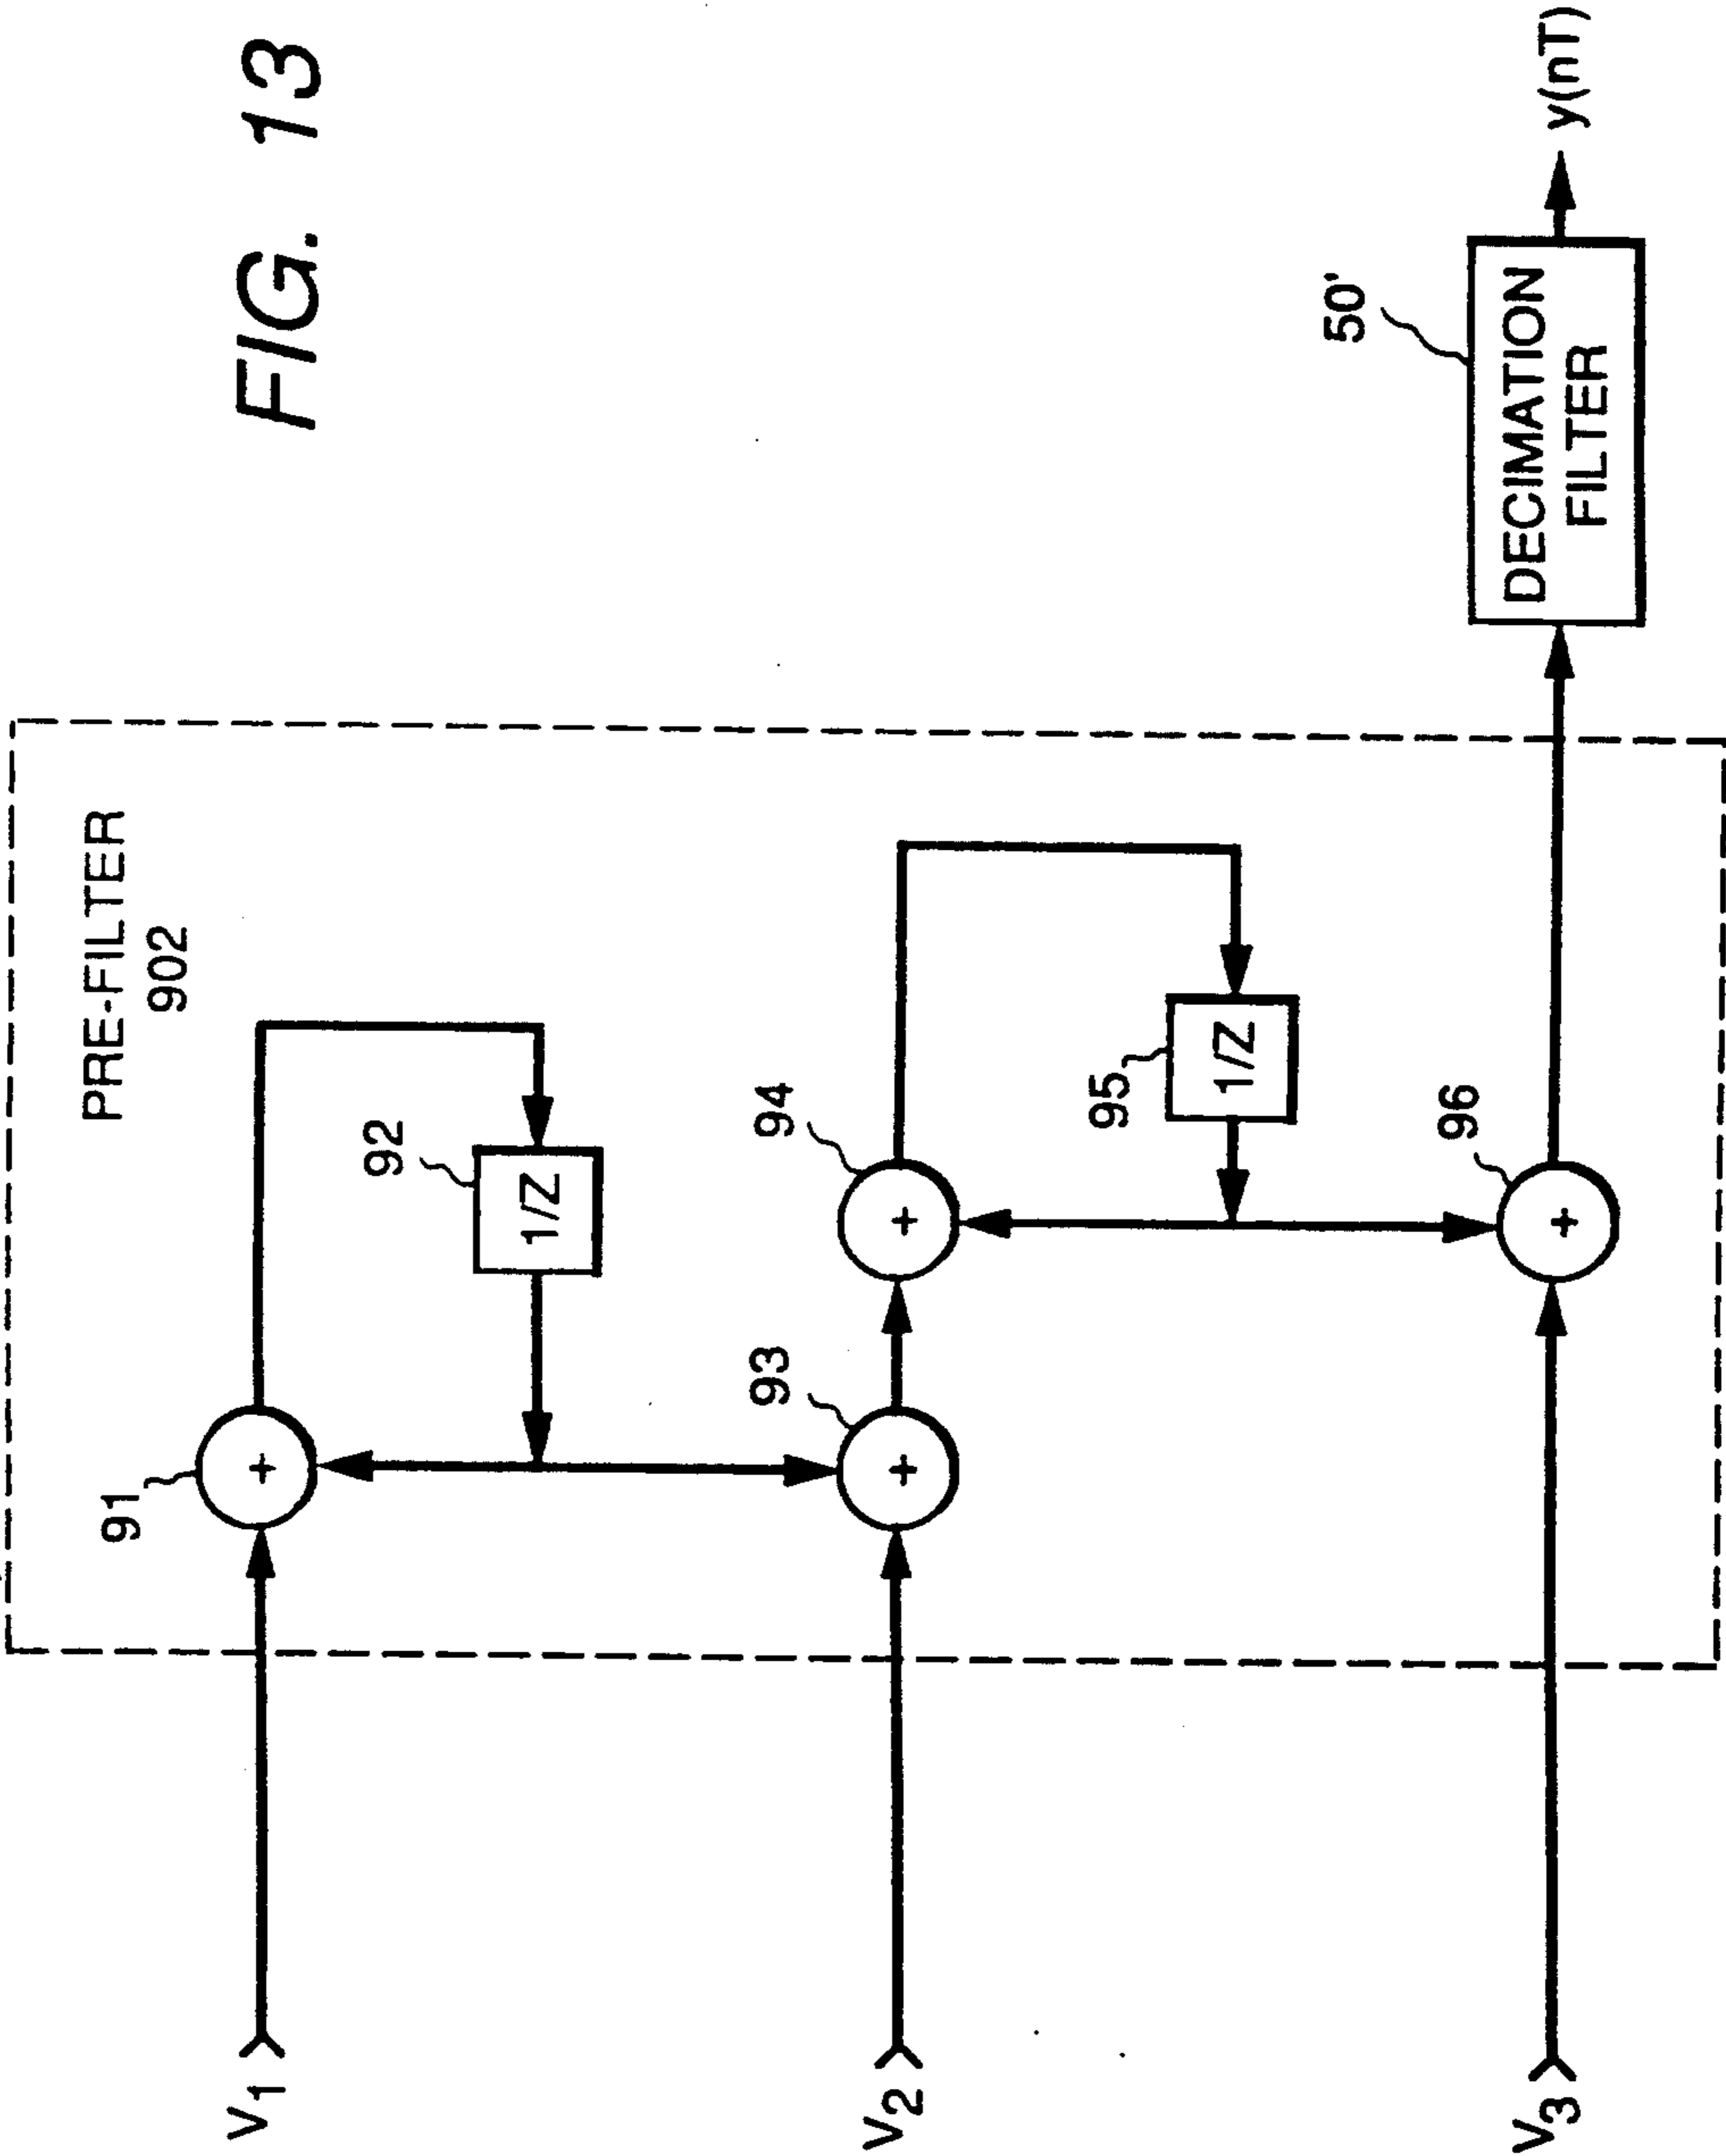 FIG. 13
PRE-FILTER
902
91
+
92
1/Z
V1
93
+
94
+
95
1/Z
V2
96
+
50'
DECIMATION
FILTER
V3
y(nT)